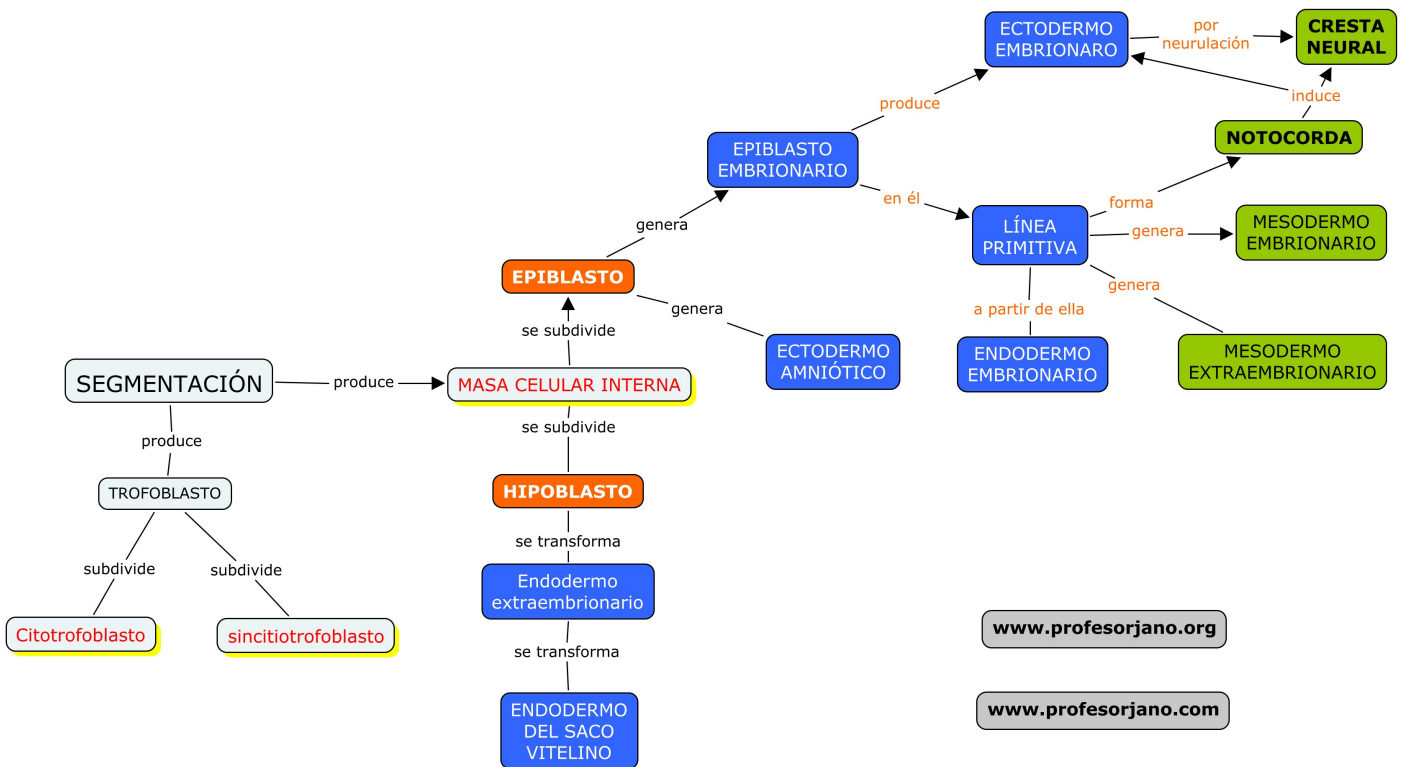 ECTODERMO
EMBRIONARO
por
neurulación
CRESTA
NEURAL
produce
induce
EPIBLASTO
EMBRIONARIO
NOTOCORDA
en él
forma
genera
LÍNEA
PRIMITIVA
genera
MESODERMO
EMBRIONARIO
EPIBLASTO
genera
genera
a partir de ella
se subdivide
ECTODERMO
AMNIÓTICO
ENDODERMO
EMBRIONARIO
MESODERMO
EXTRAEMBRIONARIO
SEGMENTACIÓN
produce
MASA CELULAR INTERNA
produce
se subdivide
TROFOBLASTO
HIPOBLASTO
se transforma
subdivide
subdivide
Endodermo
extraembrionario
Citotrofoblasto
sincitiotrofoblasto
se transforma
ENDODERMO
DEL SACO
VITELINO
www.profesorjano.org
www.profesorjano.com